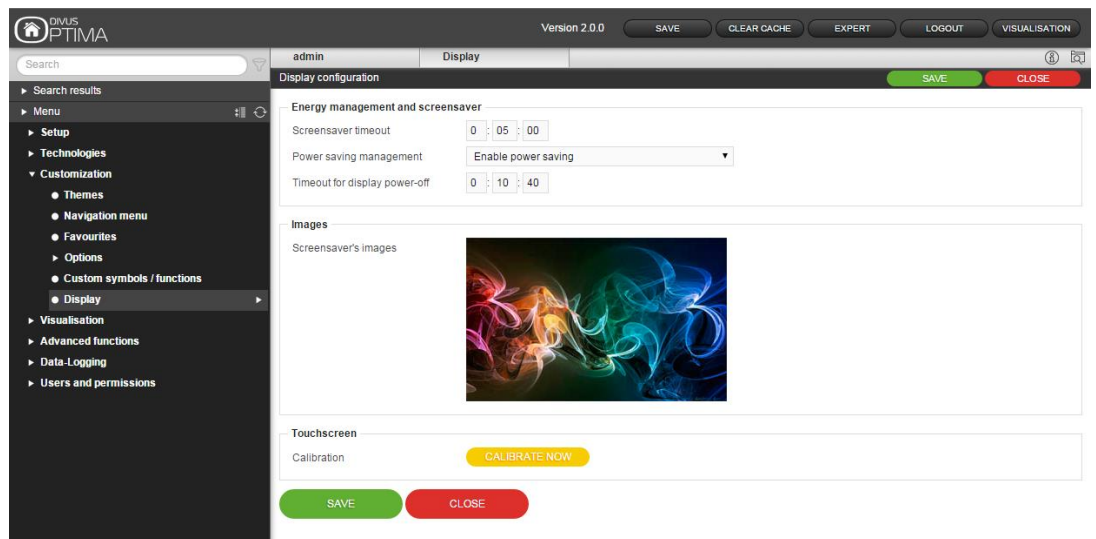 DIVUS
OPTIMA
Version 2.0.0
SAVE
CLEAR CACHE
EXPERT
LOGOUT
VISUALISATION
Search
Search results
Menu
Setup
Technologies
Customization
Themes
Navigation menu
Favourites
Options
Custom symbols / functions
Display
Visualisation
Advanced functions
Data-Logging
Users and permissions
admin Display
Display configuration SAVE CLOSE
Energy management and screensaver
Screensaver timeout 0 : 05 : 00
Power saving management Enable power saving
Timeout for display power-off 0 : 10 : 40
Images
Screensaver's images
Touchscreen
Calibration CALIBRATE NOW
SAVE CLOSE